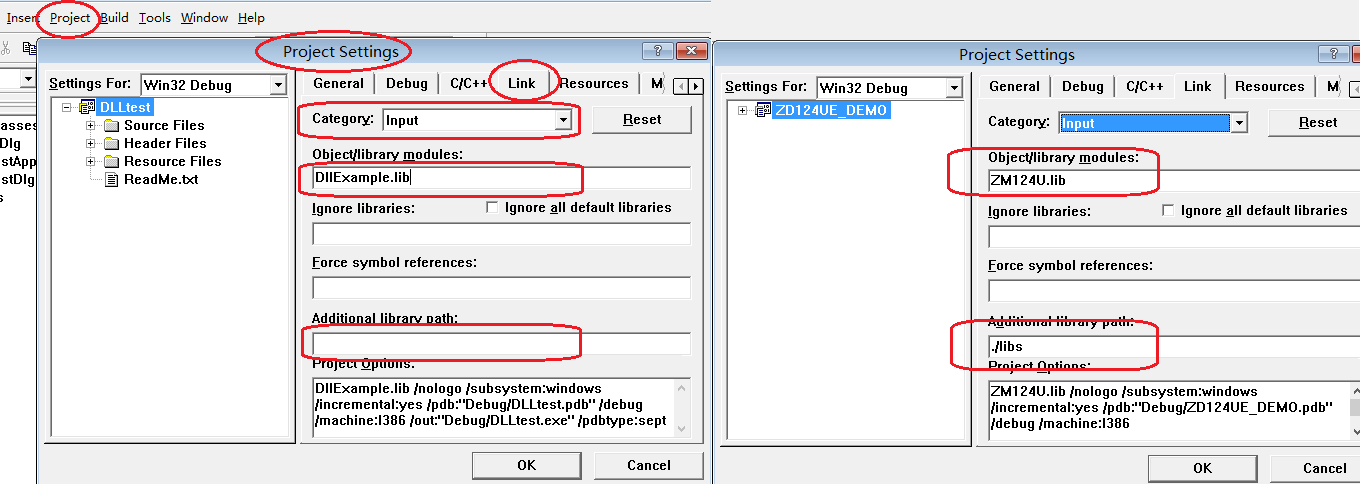 Insert Project Build Tools Window Help
Project Settings
Settings For: Win32 Debug
DLLtest
Source Files
Header Files
Resource Files
ReadMe.txt
asses
Dlg
stApp
stDlg
s
General Debug C/C++ Link Resources M
Category: Input Reset
Object/library modules:
DllExample.lib
Ignore libraries: Ignore all default libraries
Force symbol references:
Additional library path:
Project Options:
DllExample.lib /nologo /subsystem:windows
/incremental:yes /pdb:"Debug/DLLtest.pdb" /debug
/machine:I386 /out:"Debug/DLLtest.exe" /pdbtype:sept
OK Cancel
Project Settings
Settings For: Win32 Debug
ZD124UE_DEMO
General Debug C/C++ Link Resources M
Category: Input Reset
Object/library modules:
ZM124U.lib
Ignore libraries: Ignore all default libraries
Force symbol references:
Additional library path:
./libs
Project Options:
ZM124U.lib /nologo /subsystem:windows
/incremental:yes /pdb:"Debug/ZD124UE_DEMO.pdb"
/debug /machine:I386
OK Cancel